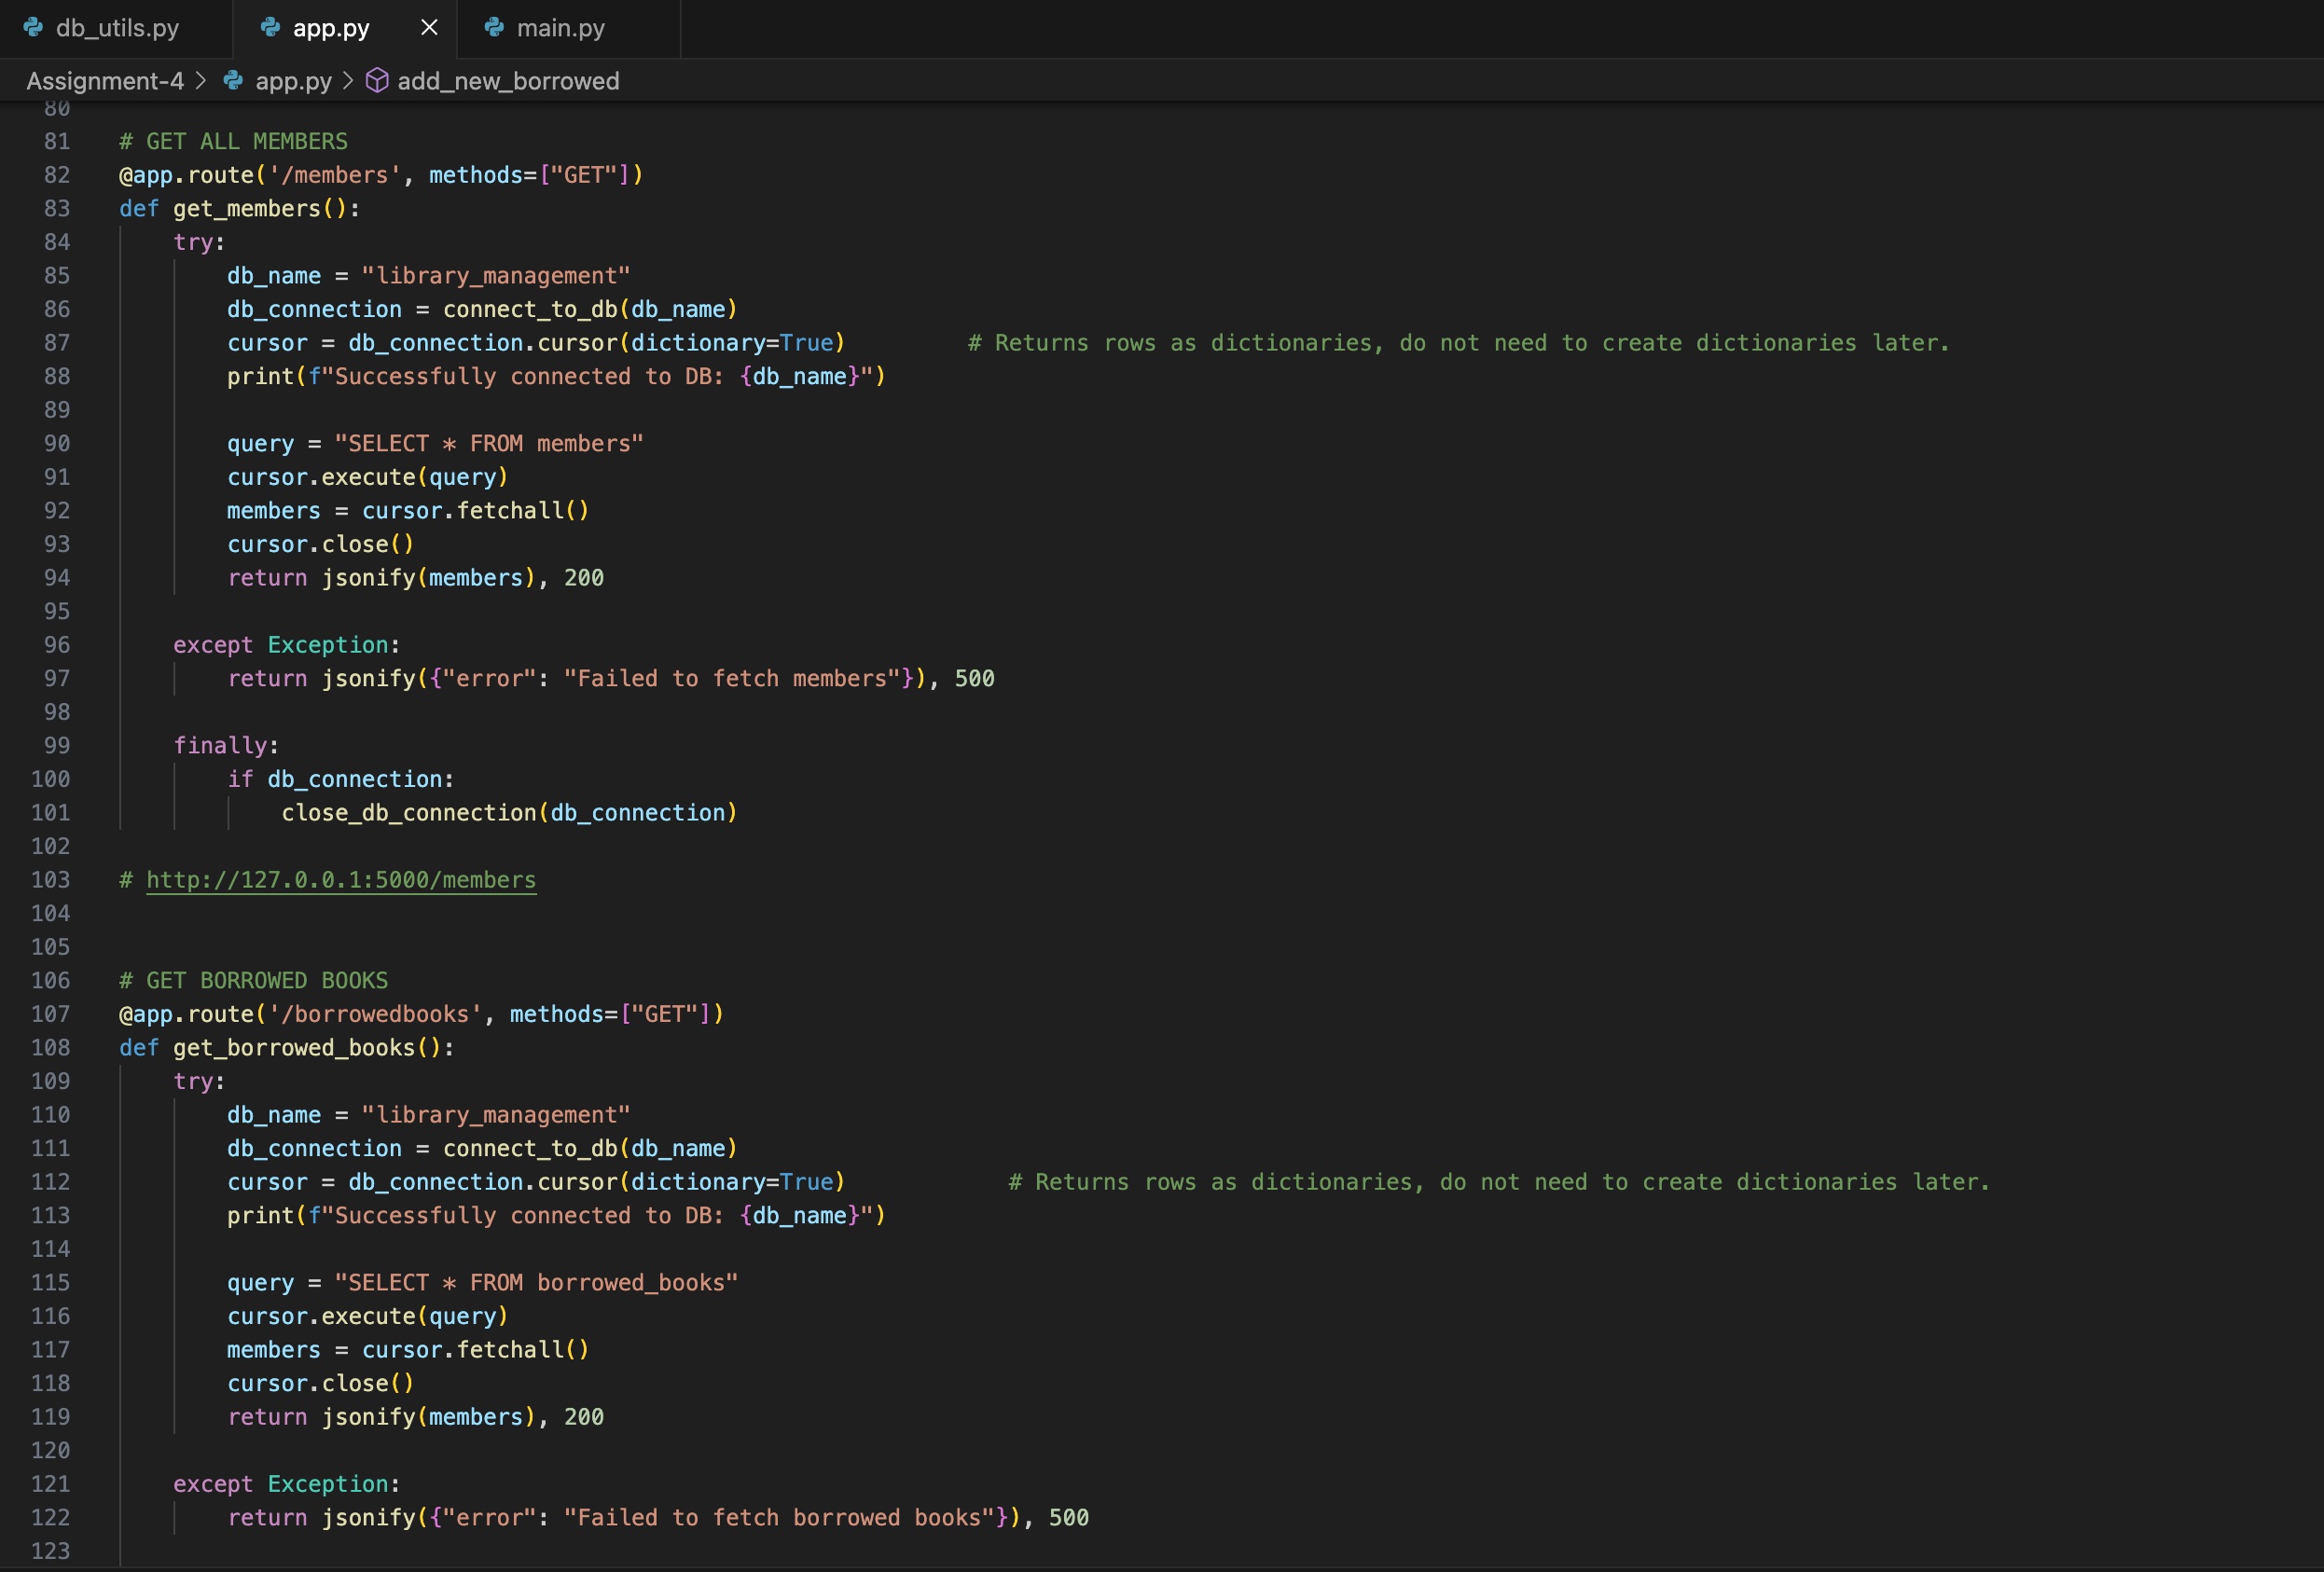 db_utils.py app.py main.py
Assignment-4 > app.py > add_new_borrowed
80
81 # GET ALL MEMBERS
82 @app.route('/members', methods=["GET"])
83 def get_members():
84     try:
85         db_name = "library_management"
86         db_connection = connect_to_db(db_name)
87         cursor = db_connection.cursor(dictionary=True)         # Returns rows as dictionaries, do not need to create dictionaries later.
88         print(f"Successfully connected to DB: {db_name}")
89
90         query = "SELECT * FROM members"
91         cursor.execute(query)
92         members = cursor.fetchall()
93         cursor.close()
94         return jsonify(members), 200
95
96     except Exception:
97         return jsonify({"error": "Failed to fetch members"}), 500
98
99     finally:
100         if db_connection:
101             close_db_connection(db_connection)
102
103 # http://127.0.0.1:5000/members
104
105
106 # GET BORROWED BOOKS
107 @app.route('/borrowedbooks', methods=["GET"])
108 def get_borrowed_books():
109     try:
110         db_name = "library_management"
111         db_connection = connect_to_db(db_name)
112         cursor = db_connection.cursor(dictionary=True)            # Returns rows as dictionaries, do not need to create dictionaries later.
113         print(f"Successfully connected to DB: {db_name}")
114
115         query = "SELECT * FROM borrowed_books"
116         cursor.execute(query)
117         members = cursor.fetchall()
118         cursor.close()
119         return jsonify(members), 200
120
121     except Exception:
122         return jsonify({"error": "Failed to fetch borrowed books"}), 500
123